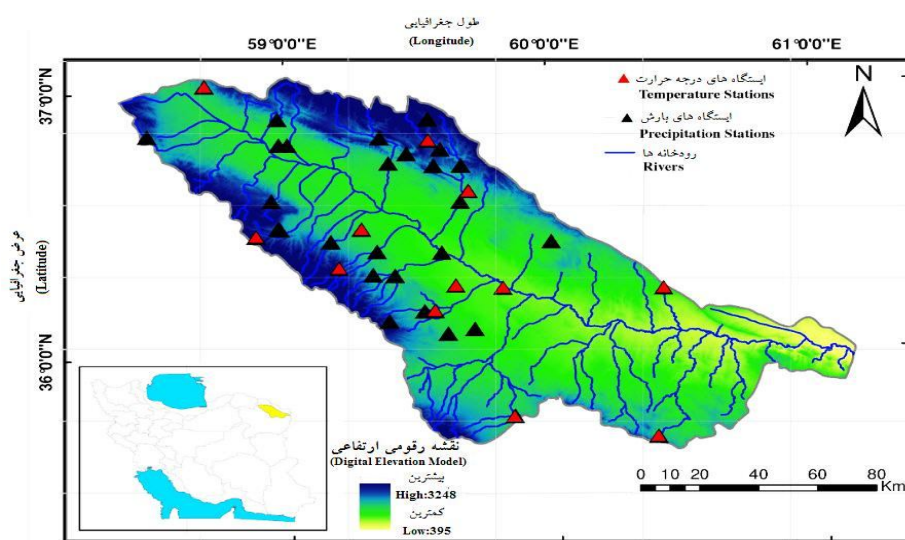 طول جغرافیایی
(Longitude)
59°0'0"E
60°0'0"E
61°0'0"E
37°0'0"N
36°0'0"N
عرض جغرافیایی
(Latitude)
N
ایستگاه های درجه حرارت
Temperature Stations
ایستگاه های بارش
Precipitation Stations
رودخانه ها
Rivers
نقشه رقومی ارتفاعی
(Digital Elevation Model)
بیشترین
High:3248
کمترین
Low:395
0 10 20 40 60 80
Km